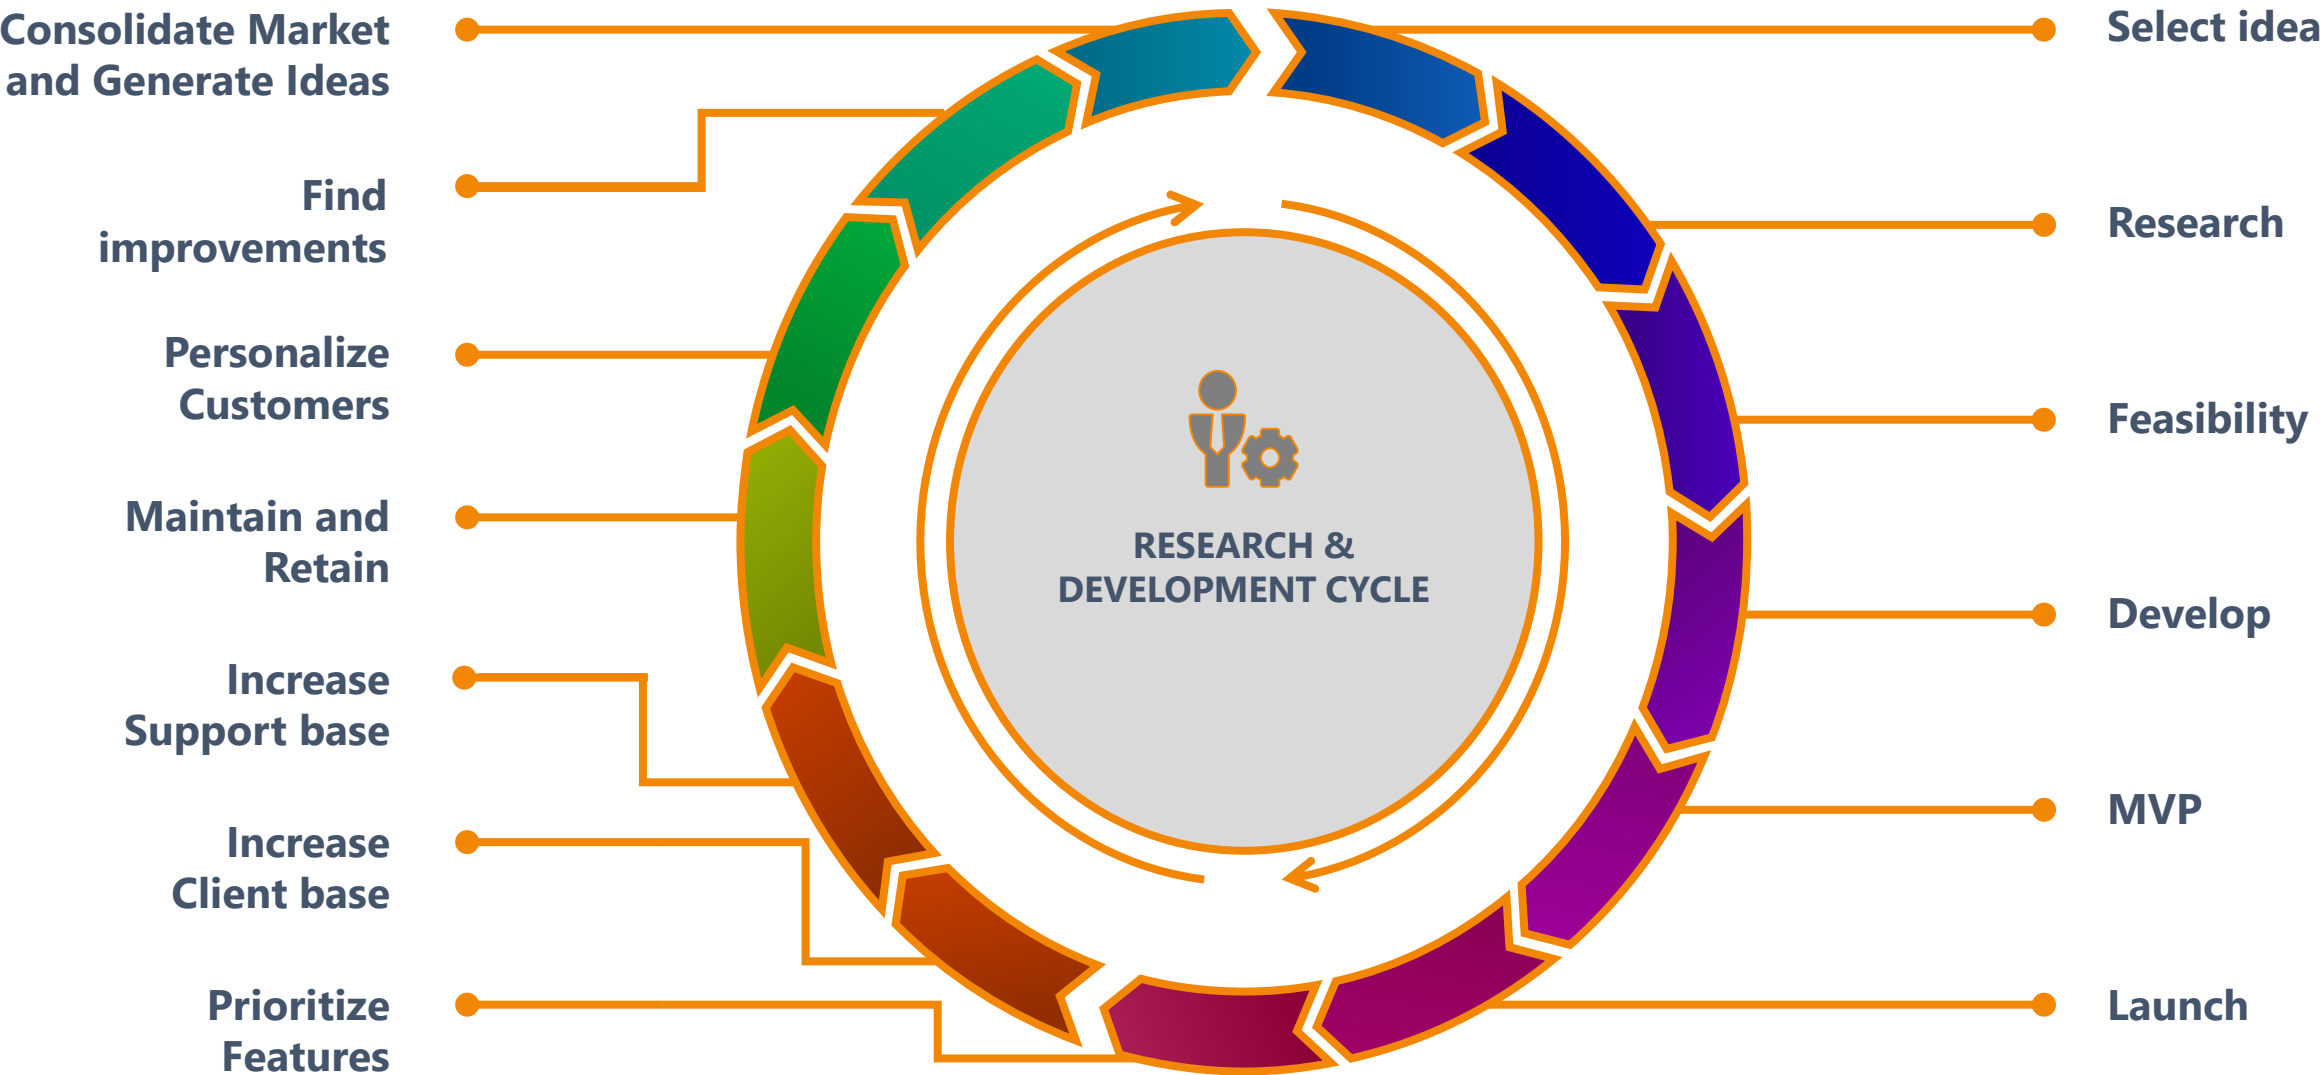 Consolidate Market
and Generate Ideas
Find
improvements
Personalize
Customers
Maintain and
Retain
Increase
Support base
Increase
Client base
Prioritize
Features
RESEARCH &
DEVELOPMENT CYCLE
Select idea
Research
Feasibility
Develop
MVP
Launch